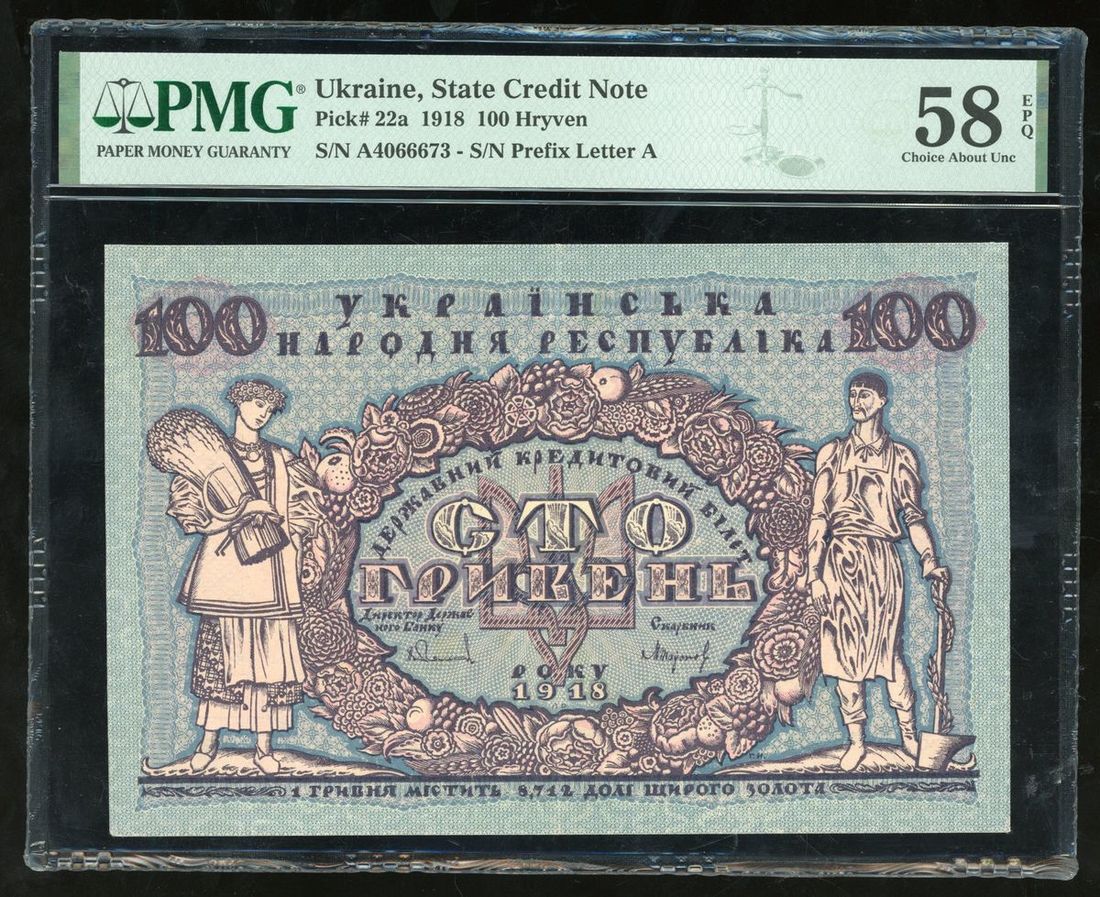 PMG®
PAPER MONEY GUARANTY
Ukraine, State Credit Note
Pick# 22a 1918 100 Hryven
S/N A4066673 - S/N Prefix Letter A
58 EPQ
Choice About Unc
100 УКРАЇНСЬКА 100
НАРОДНЯ РЕСПУБЛІКА
ДЕРЖАВНИЙ КРЕДИТОВИЙ БІЛЕТ
СТО
ГРИВЕНЬ
Директор Держав
ного Банку
Скарбник
РОКУ
1918
1 ГРИВНЯ МІСТИТЬ 8,712 ДОЛІ ЩИРОГО ЗОЛОТА